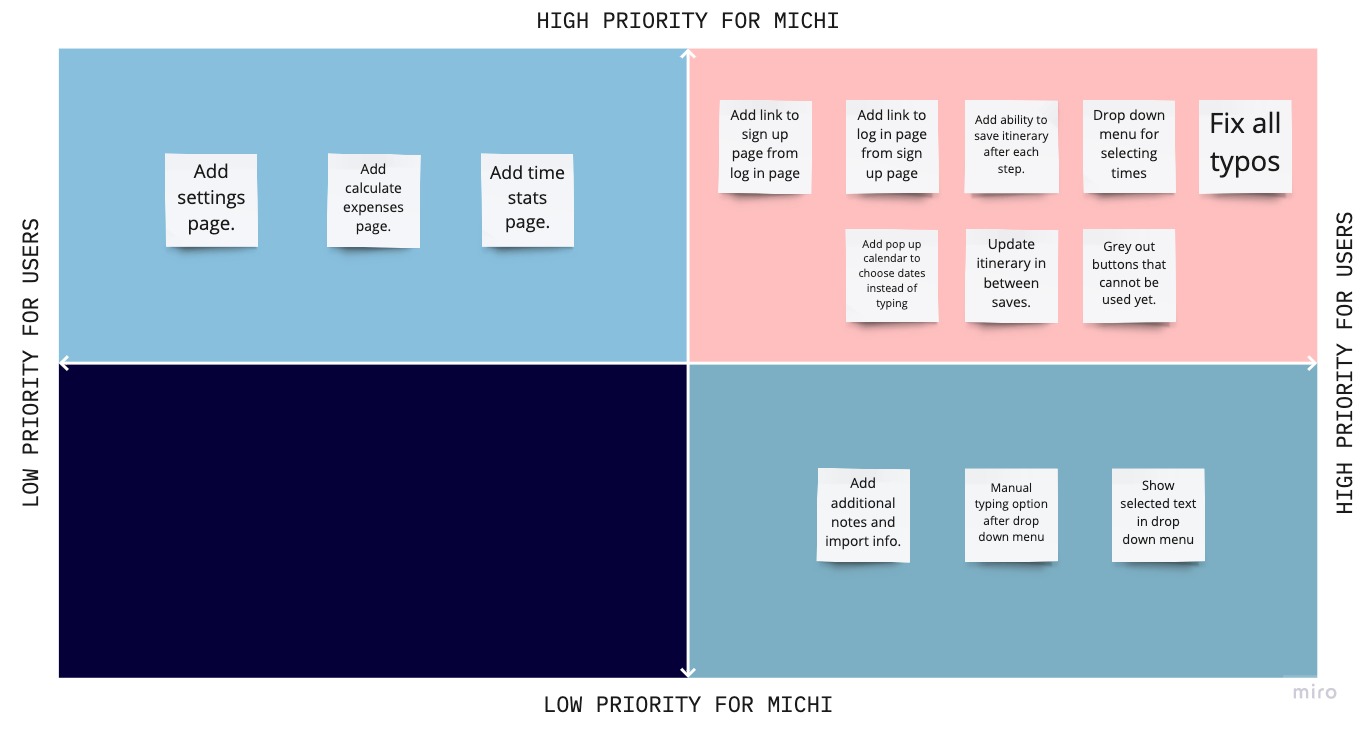 HIGH PRIORITY FOR MICHI
LOW PRIORITY FOR USERS
Add
settings
page.
Add
calculate
expenses
page.
Add time
stats
page.
Add link to
sign up
page from
log in page
Add link to
log in page
from sign
up page
Add ability to
save itinerary
after each
step.
Drop down
menu for
selecting
times
Fix all
typos
Add pop up
calendar to
choose dates
instead of
typing
Update
itinerary in
between
saves.
Grey out
buttons that
cannot be
used yet.
HIGH PRIORITY FOR USERS
Add
additional
notes and
import info.
Manual
typing option
after drop
down menu
Show
selected text
in drop
down menu
LOW PRIORITY FOR MICHI
miro